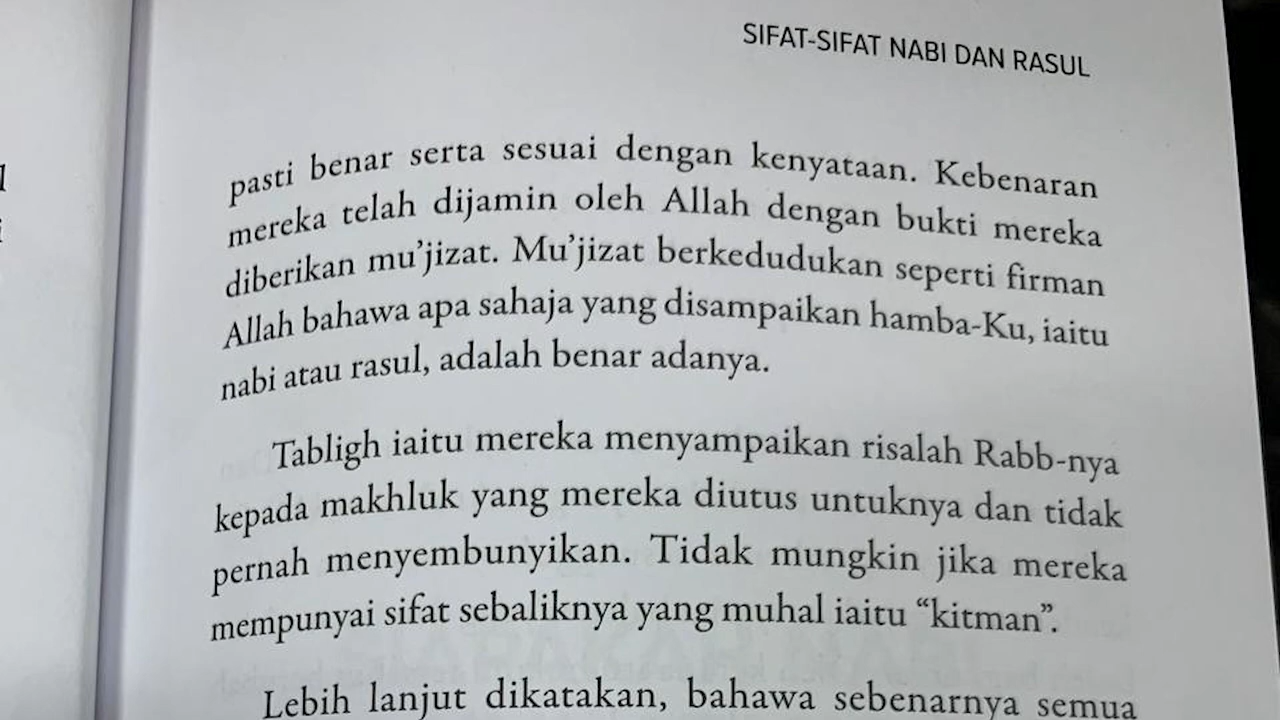 SIFAT-SIFAT NABI DAN RASUL
pasti benar serta sesuai dengan kenyataan. Kebenaran
mereka telah dijamin oleh Allah dengan bukti mereka
diberikan mu’jizat. Mu’jizat berkedudukan seperti firman
Allah bahawa apa sahaja yang disampaikan hamba-Ku, iaitu
nabi atau rasul, adalah benar adanya.
Tabligh iaitu mereka menyampaikan risalah Rabb-nya
kepada makhluk yang mereka diutus untuknya dan tidak
pernah menyembunyikan. Tidak mungkin jika mereka
mempunyai sifat sebaliknya yang muhal iaitu “kitman”.
Lebih lanjut dikatakan, bahawa sebenarnya semua